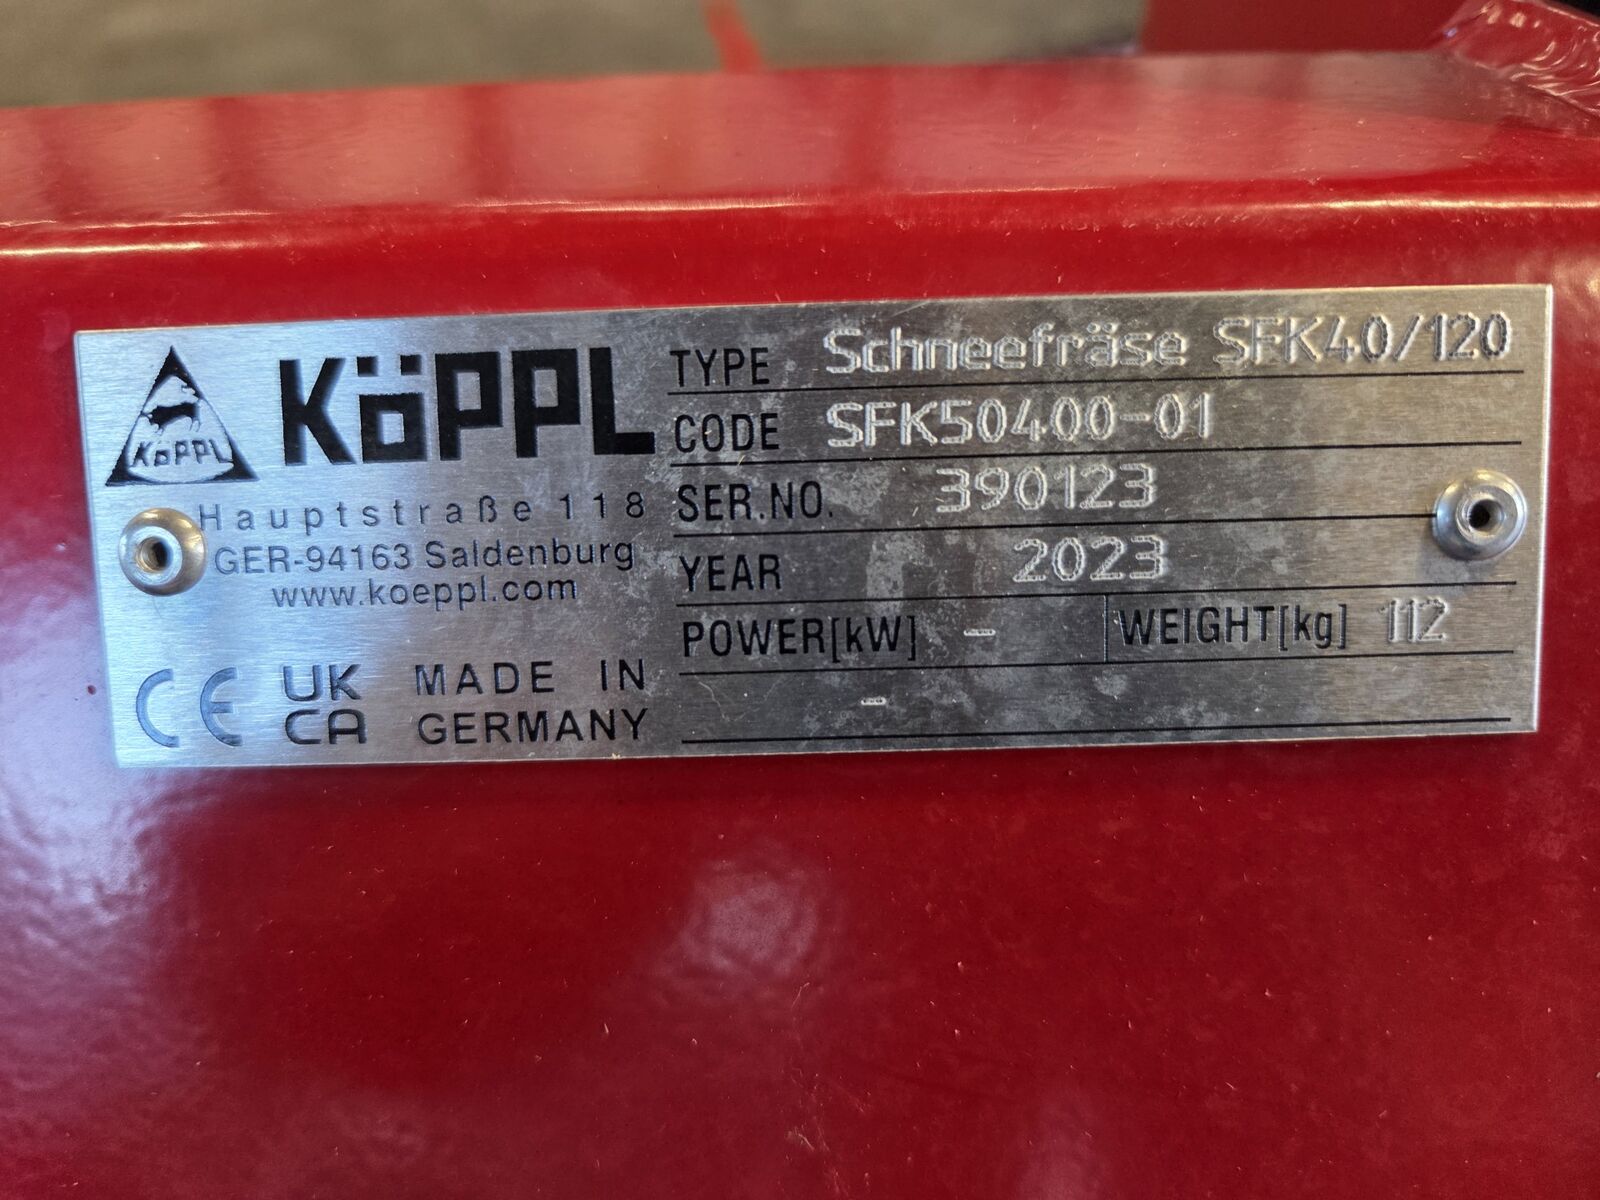 KöPPL
KöPPL
Hauptstraße 118
GER-94163 Saldenburg
www.koeppl.com
CE UK CA MADE IN GERMANY
TYPE Schneefräse SFK40/120
CODE SFK50400-01
SER.NO. 390123
YEAR 2023
POWER[kW] - WEIGHT[kg] 112
-